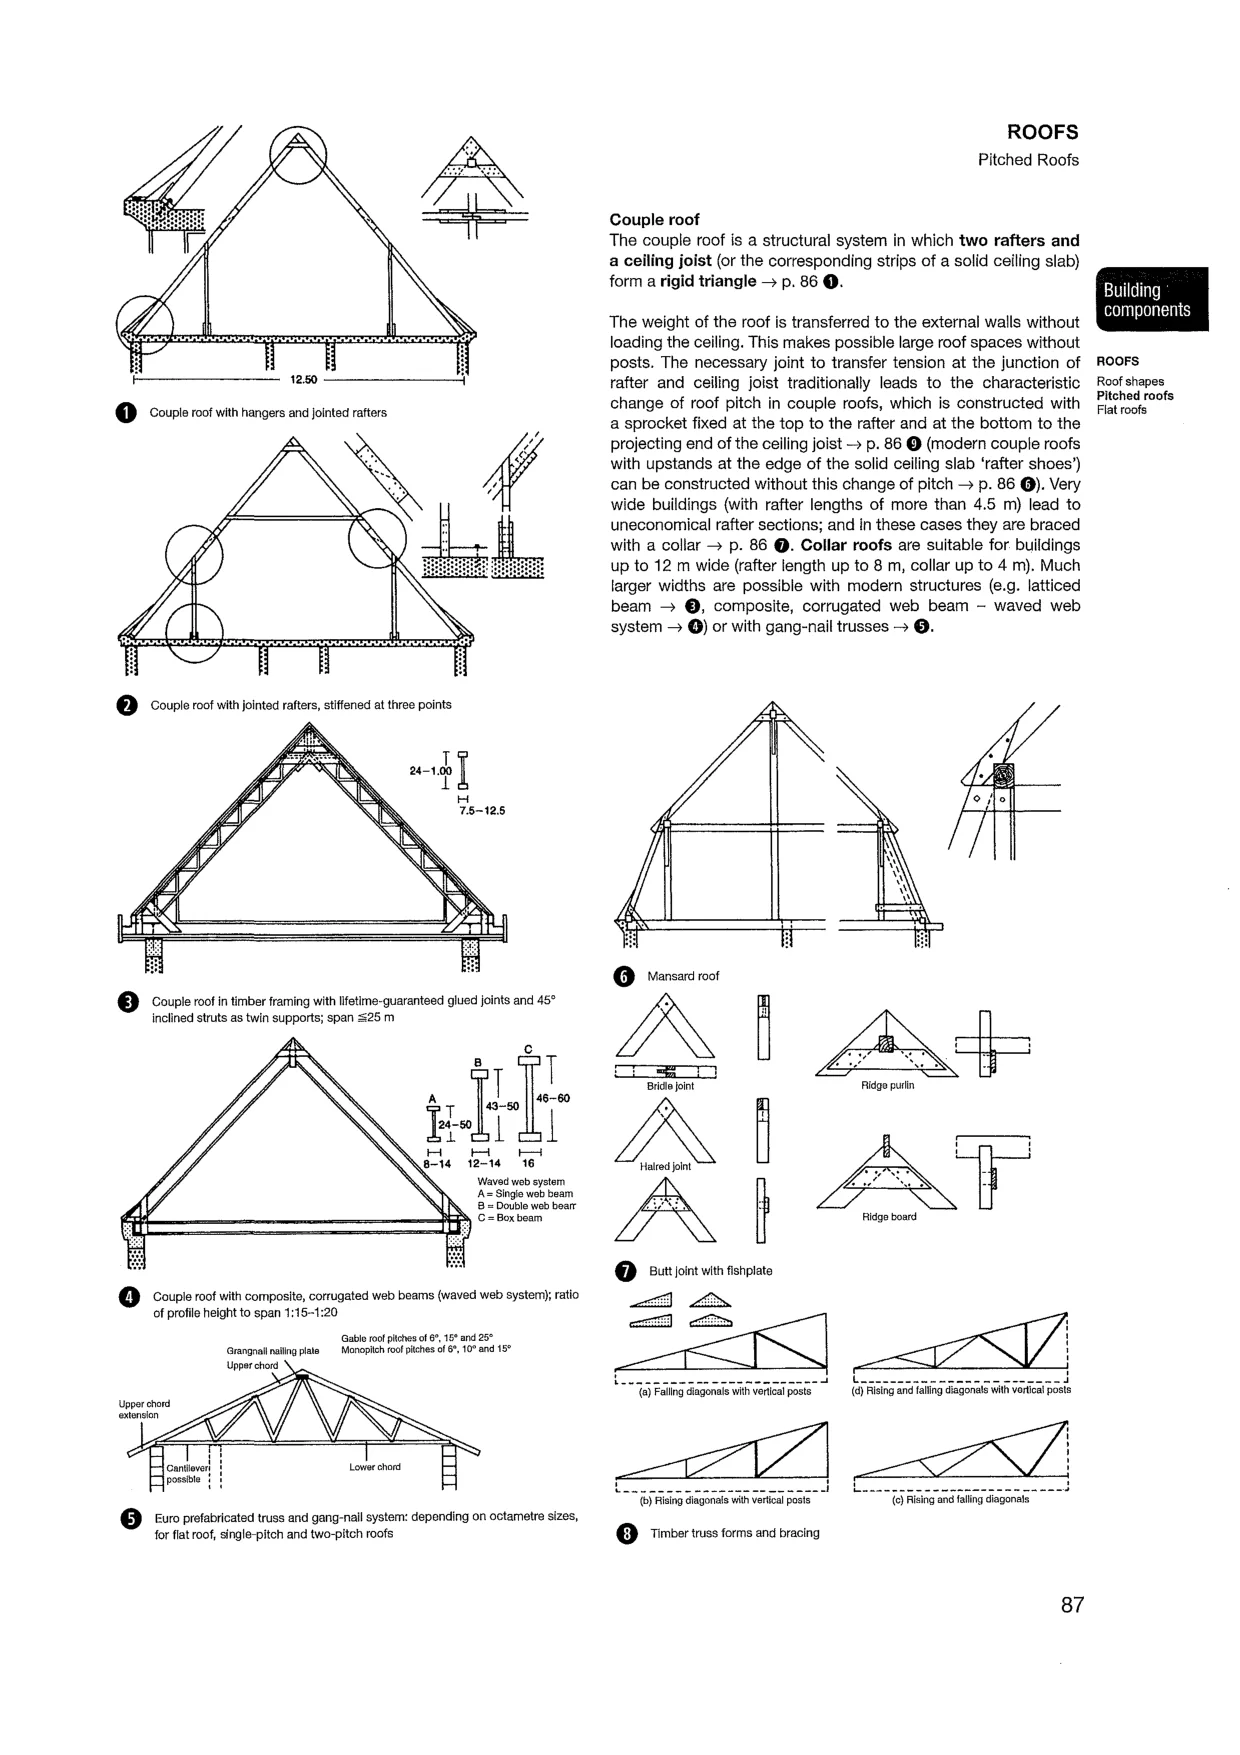 ROOFS
Pitched Roofs
Couple roof
The couple roof is a structural system in which two rafters and
a ceiling joist (or the corresponding strips of a solid ceiling slab)
form a rigid triangle → p. 86 ❶.
The weight of the roof is transferred to the external walls without
loading the ceiling. This makes possible large roof spaces without
posts. The necessary joint to transfer tension at the junction of
rafter and ceiling joist traditionally leads to the characteristic
change of roof pitch in couple roofs, which is constructed with
a sprocket fixed at the top to the rafter and at the bottom to the
projecting end of the ceiling joist → p. 86 ❾ (modern couple roofs
with upstands at the edge of the solid ceiling slab ‘rafter shoes’)
can be constructed without this change of pitch → p. 86 ❻). Very
wide buildings (with rafter lengths of more than 4.5 m) lead to
uneconomical rafter sections; and in these cases they are braced
with a collar → p. 86 ❼. Collar roofs are suitable for buildings
up to 12 m wide (rafter length up to 8 m, collar up to 4 m). Much
larger widths are possible with modern structures (e.g. latticed
beam → ❸, composite, corrugated web beam – waved web
system → ❹) or with gang-nail trusses → ❺.
Building
components
ROOFS
Roof shapes
Pitched roofs
Flat roofs
12.50
❶ Couple roof with hangers and jointed rafters
❷ Couple roof with jointed rafters, stiffened at three points
24–1.00
7.5–12.5
❸ Couple roof in timber framing with lifetime-guaranteed glued joints and 45°
inclined struts as twin supports; span ≦25 m
A
B
C
24–50
43–50
46–60
8–14 12–14 16
Waved web system
A = Single web beam
B = Double web bearr
C = Box beam
❹ Couple roof with composite, corrugated web beams (waved web system); ratio
of profile height to span 1:15–1:20
Gable roof pitches of 6°, 15° and 25°
Monopitch roof pitches of 6°, 10° and 15°
Grangnail nailing plate
Upper chord
Upper chord
extension
Cantilever
possible
Lower chord
❺ Euro prefabricated truss and gang-nail system: depending on octametre sizes,
for flat roof, single-pitch and two-pitch roofs
❻ Mansard roof
Bridle joint
Ridge purlin
Halred joint
Ridge board
❼ Butt joint with fishplate
(a) Falling diagonals with vertical posts
(d) Rising and falling diagonals with vertical posts
(b) Rising diagonals with vertical posts
(c) Rising and falling diagonals
❽ Timber truss forms and bracing
87